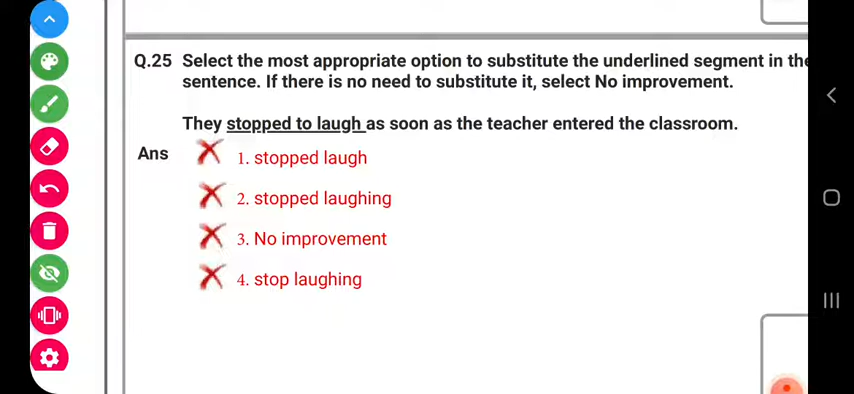 Q.25 Select the most appropriate option to substitute the underlined segment in the
sentence. If there is no need to substitute it, select No improvement.
They stopped to laugh as soon as the teacher entered the classroom.
Ans
1. stopped laugh
2. stopped laughing
3. No improvement
4. stop laughing